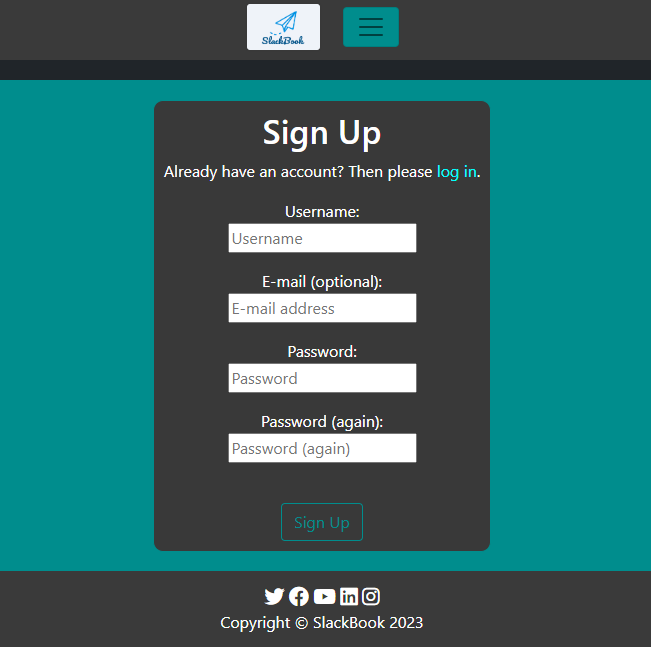 SlackBook
Sign Up
Already have an account? Then please log in.
Username:
Username
E-mail (optional):
E-mail address
Password:
Password
Password (again):
Password (again)
Sign Up
Copyright © SlackBook 2023